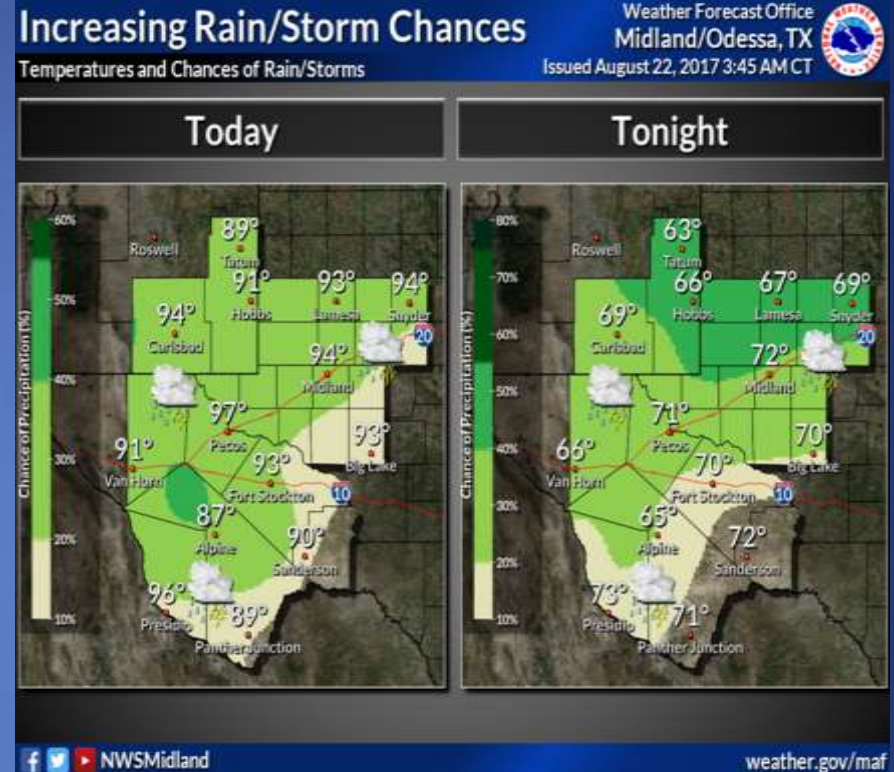 Increasing Rain/Storm Chances
Temperatures and Chances of Rain/Storms
Weather Forecast Office
Midland/Odessa, TX
Issued August 22, 2017 3:45 AM CT
Today
Chance of Precipitation (%)
60%
50%
40%
30%
20%
10%
Roswell
89°
Tatum
91°
Hobbs
93°
Lamesa
94°
Snyder
94°
Carlsbad
20
94°
Midland
97°
Pecos
93°
Big Lake
91°
Van Horn
93°
Fort Stockton
10
87°
Alpine
90°
Sanderson
96°
Presidio
89°
Panther Junction
Tonight
Chance of Precipitation (%)
80%
70%
60%
50%
40%
30%
20%
10%
Roswell
63°
Tatum
66°
Hobbs
67°
Lamesa
69°
Snyder
69°
Carlsbad
20
72°
Midland
71°
Pecos
70°
Big Lake
66°
Van Horn
70°
Fort Stockton
10
65°
Alpine
72°
Sanderson
73°
Presidio
71°
Panther Junction
NWSMidland
weather.gov/maf